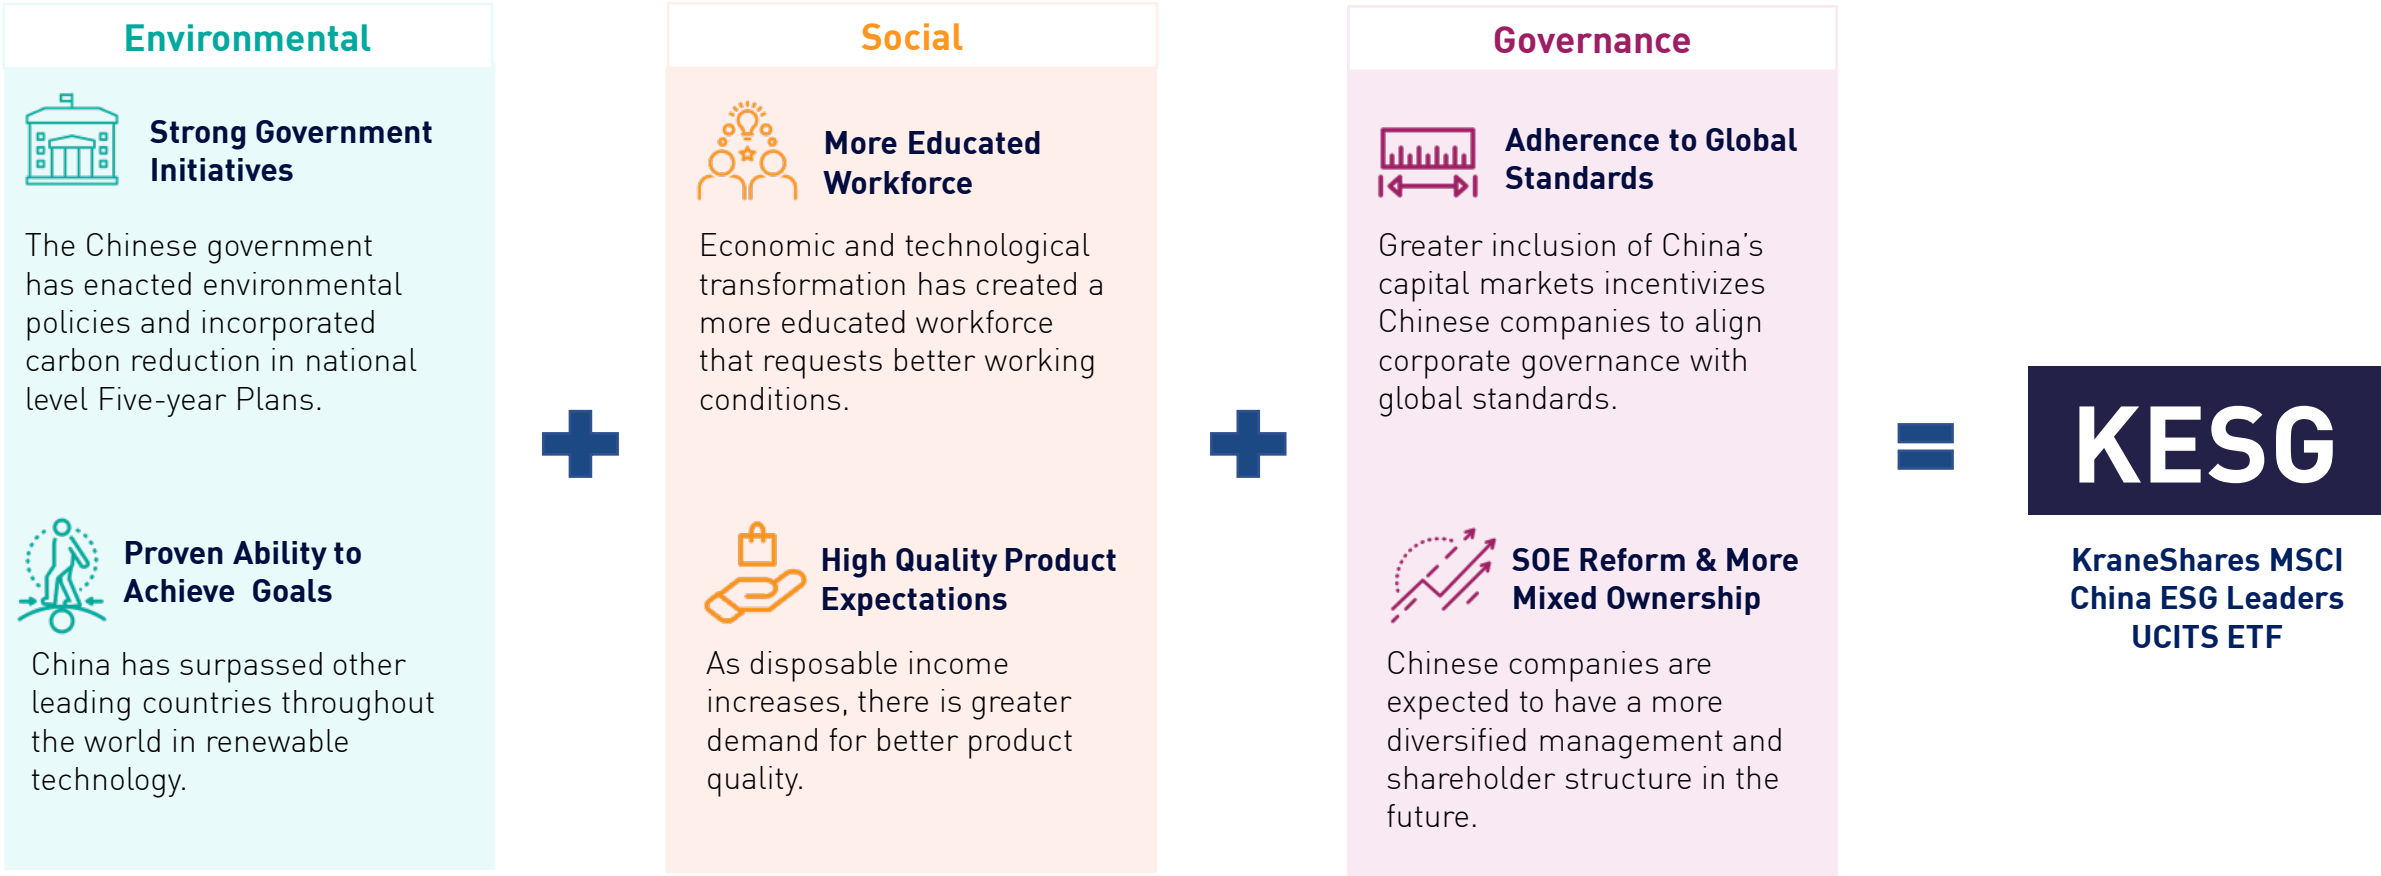 Environmental
Strong Government
Initiatives
The Chinese government
has enacted environmental
policies and incorporated
carbon reduction in national
level Five-year Plans.
Proven Ability to
Achieve Goals
China has surpassed other
leading countries throughout
the world in renewable
technology.
Social
More Educated
Workforce
Economic and technological
transformation has created a
more educated workforce
that requests better working
conditions.
High Quality Product
Expectations
As disposable income
increases, there is greater
demand for better product
quality.
Governance
Adherence to Global
Standards
Greater inclusion of China’s
capital markets incentivizes
Chinese companies to align
corporate governance with
global standards.
SOE Reform & More
Mixed Ownership
Chinese companies are
expected to have a more
diversified management and
shareholder structure in the
future.
KESG
KraneShares MSCI
China ESG Leaders
UCITS ETF